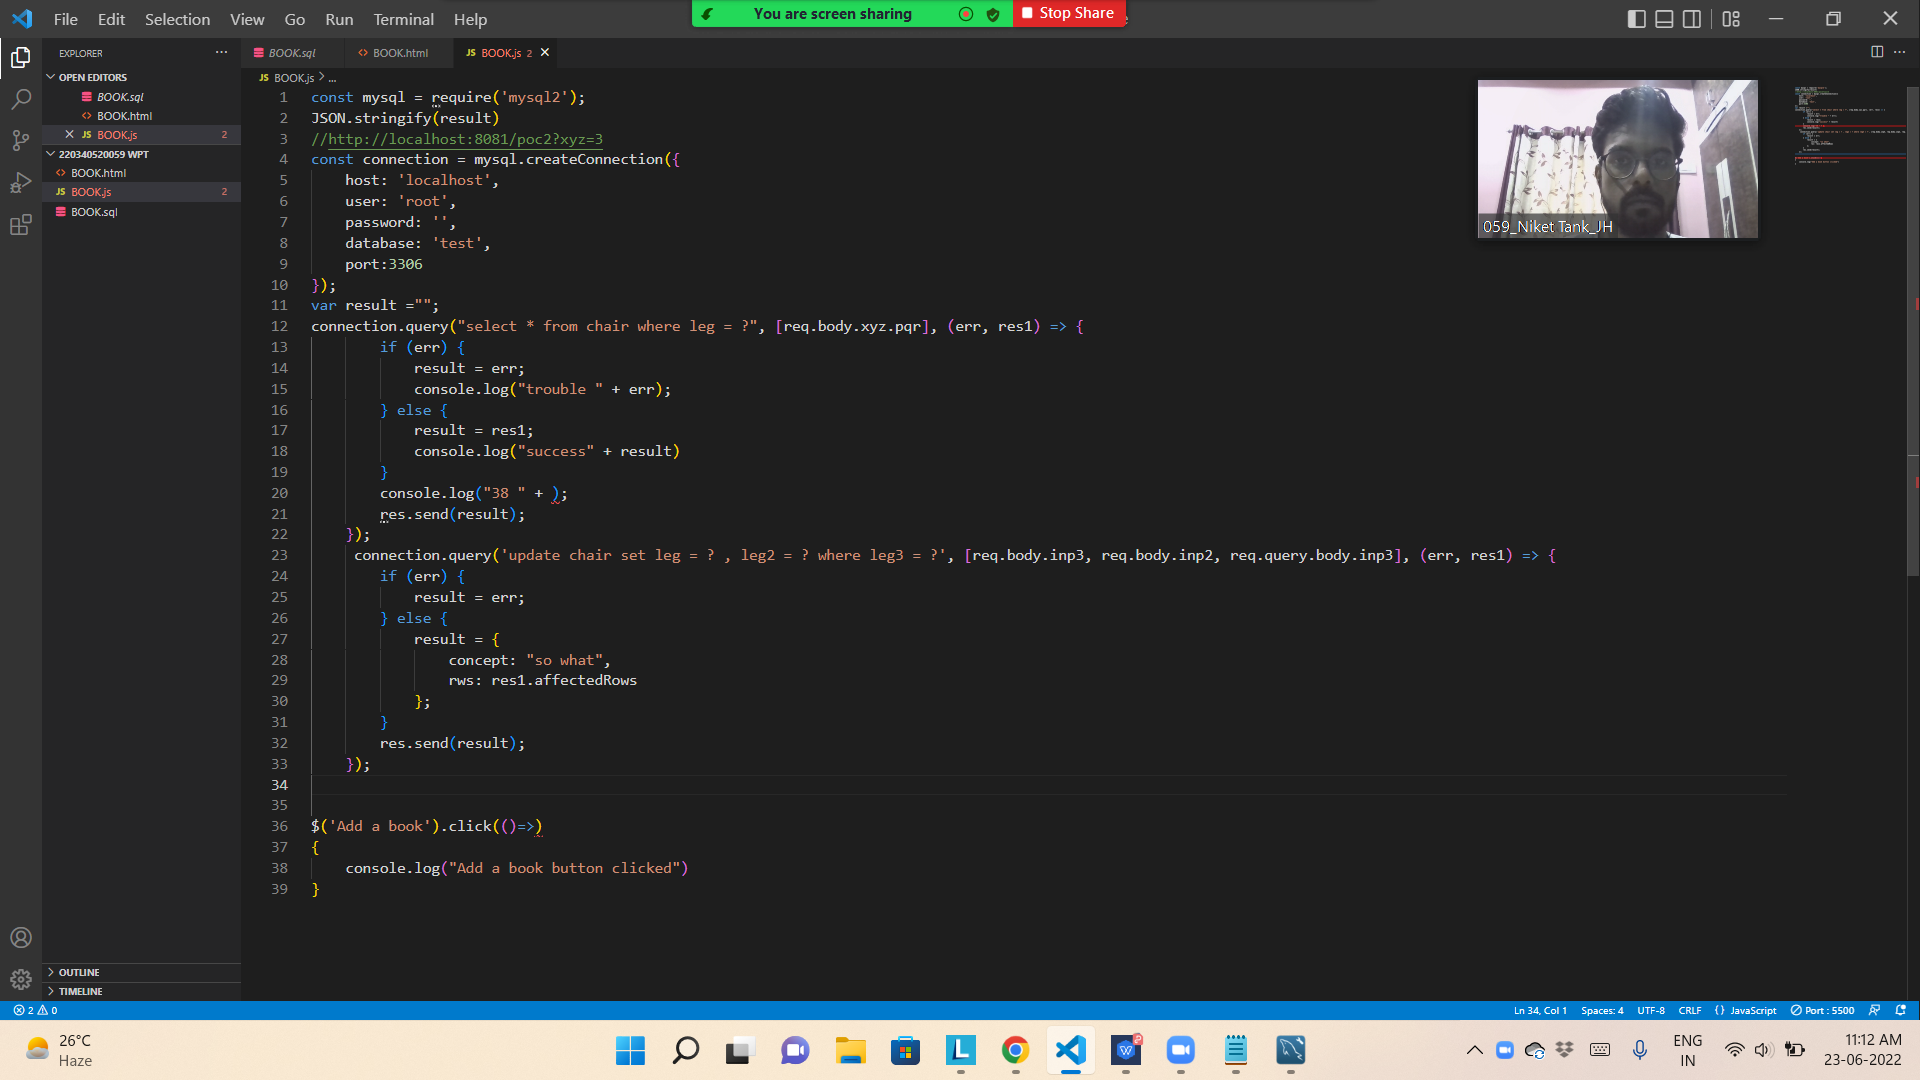 File Edit Selection View Go Run Terminal Help
You are screen sharing
Stop Share
EXPLORER
OPEN EDITORS
BOOK.sql
BOOK.html
JS BOOK.js 2
220340520059 WPT
BOOK.html
JS BOOK.js 2
BOOK.sql
OUTLINE
TIMELINE
BOOK.sql BOOK.html JS BOOK.js 2
JS BOOK.js > ...
1 const mysql = require('mysql2');
2 JSON.stringify(result)
3 //http://localhost:8081/poc2?xyz=3
4 const connection = mysql.createConnection({
5 host: 'localhost',
6 user: 'root',
7 password: '',
8 database: 'test',
9 port:3306
10 });
11 var result ="";
12 connection.query("select * from chair where leg = ?", [req.body.xyz.pqr], (err, res1) => {
13 if (err) {
14 result = err;
15 console.log("trouble " + err);
16 } else {
17 result = res1;
18 console.log("success" + result)
19 }
20 console.log("38 " + );
21 res.send(result);
22 });
23 connection.query('update chair set leg = ? , leg2 = ? where leg3 = ?', [req.body.inp3, req.body.inp2, req.query.body.inp3], (err, res1) => {
24 if (err) {
25 result = err;
26 } else {
27 result = {
28 concept: "so what",
29 rws: res1.affectedRows
30 };
31 }
32 res.send(result);
33 });
34
35
36 $('Add a book').click(()=>)
37 {
38 console.log("Add a book button clicked")
39 }
059_Niket Tank_JH
2 0
Ln 34, Col 1 Spaces: 4 UTF-8 CRLF {} JavaScript Port : 5500
26°C
Haze
ENG
IN
11:12 AM
23-06-2022